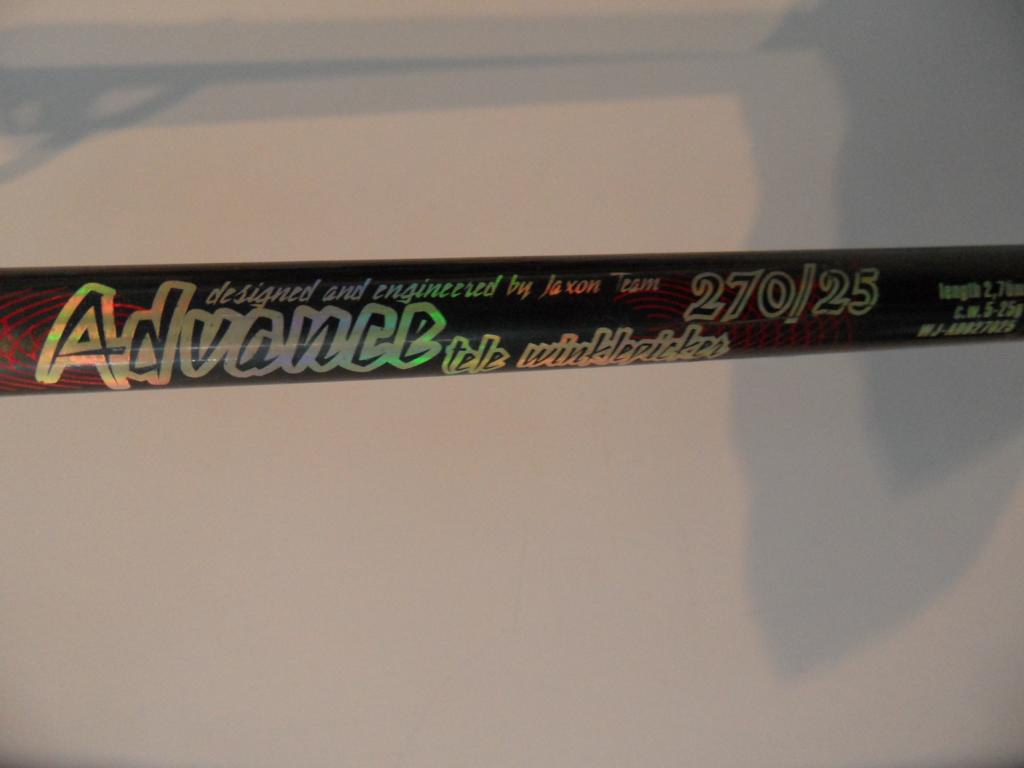 designed and engineered by Jaxon Team
Advance
tele winklepicker
270/25
length 2,70m
c.w. 5-25g